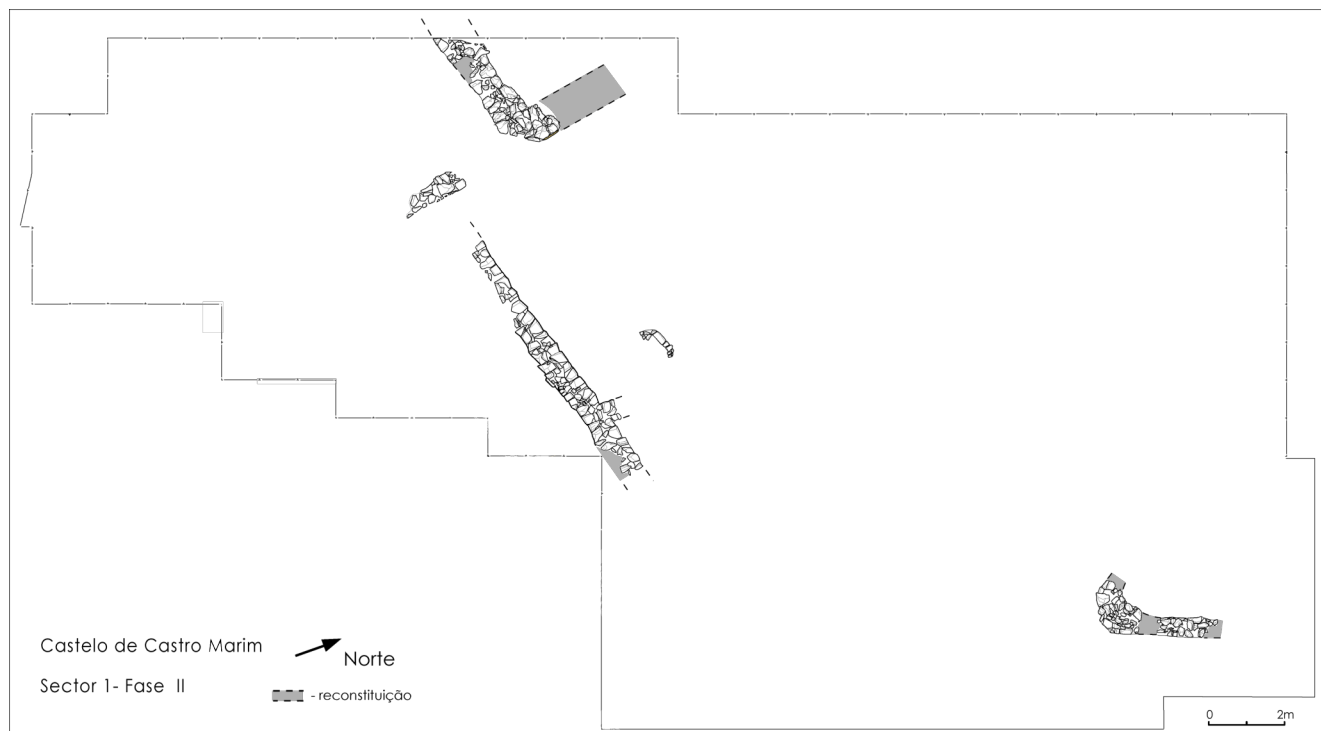 Castelo de Castro Marim
Norte
Sector 1- Fase II
- reconstituição
0 2m